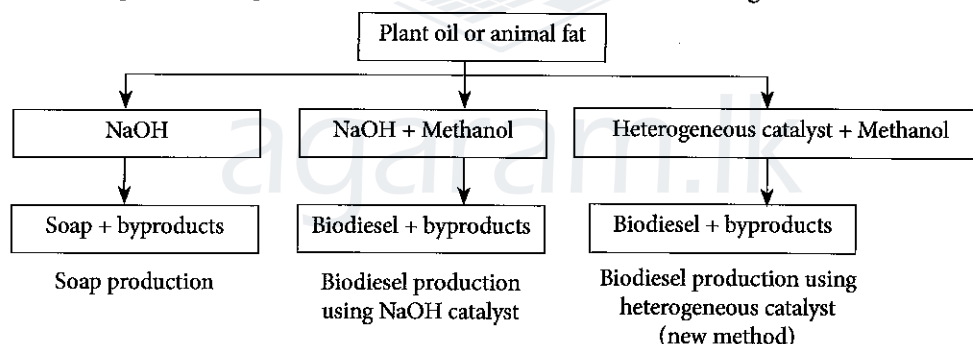 Plant oil or animal fat
NaOH
NaOH + Methanol
Heterogeneous catalyst + Methanol
Soap + byproducts
Biodiesel + byproducts
Biodiesel + byproducts
Soap production
Biodiesel production
using NaOH catalyst
Biodiesel production using
heterogeneous catalyst
(new method)
agaram.lk